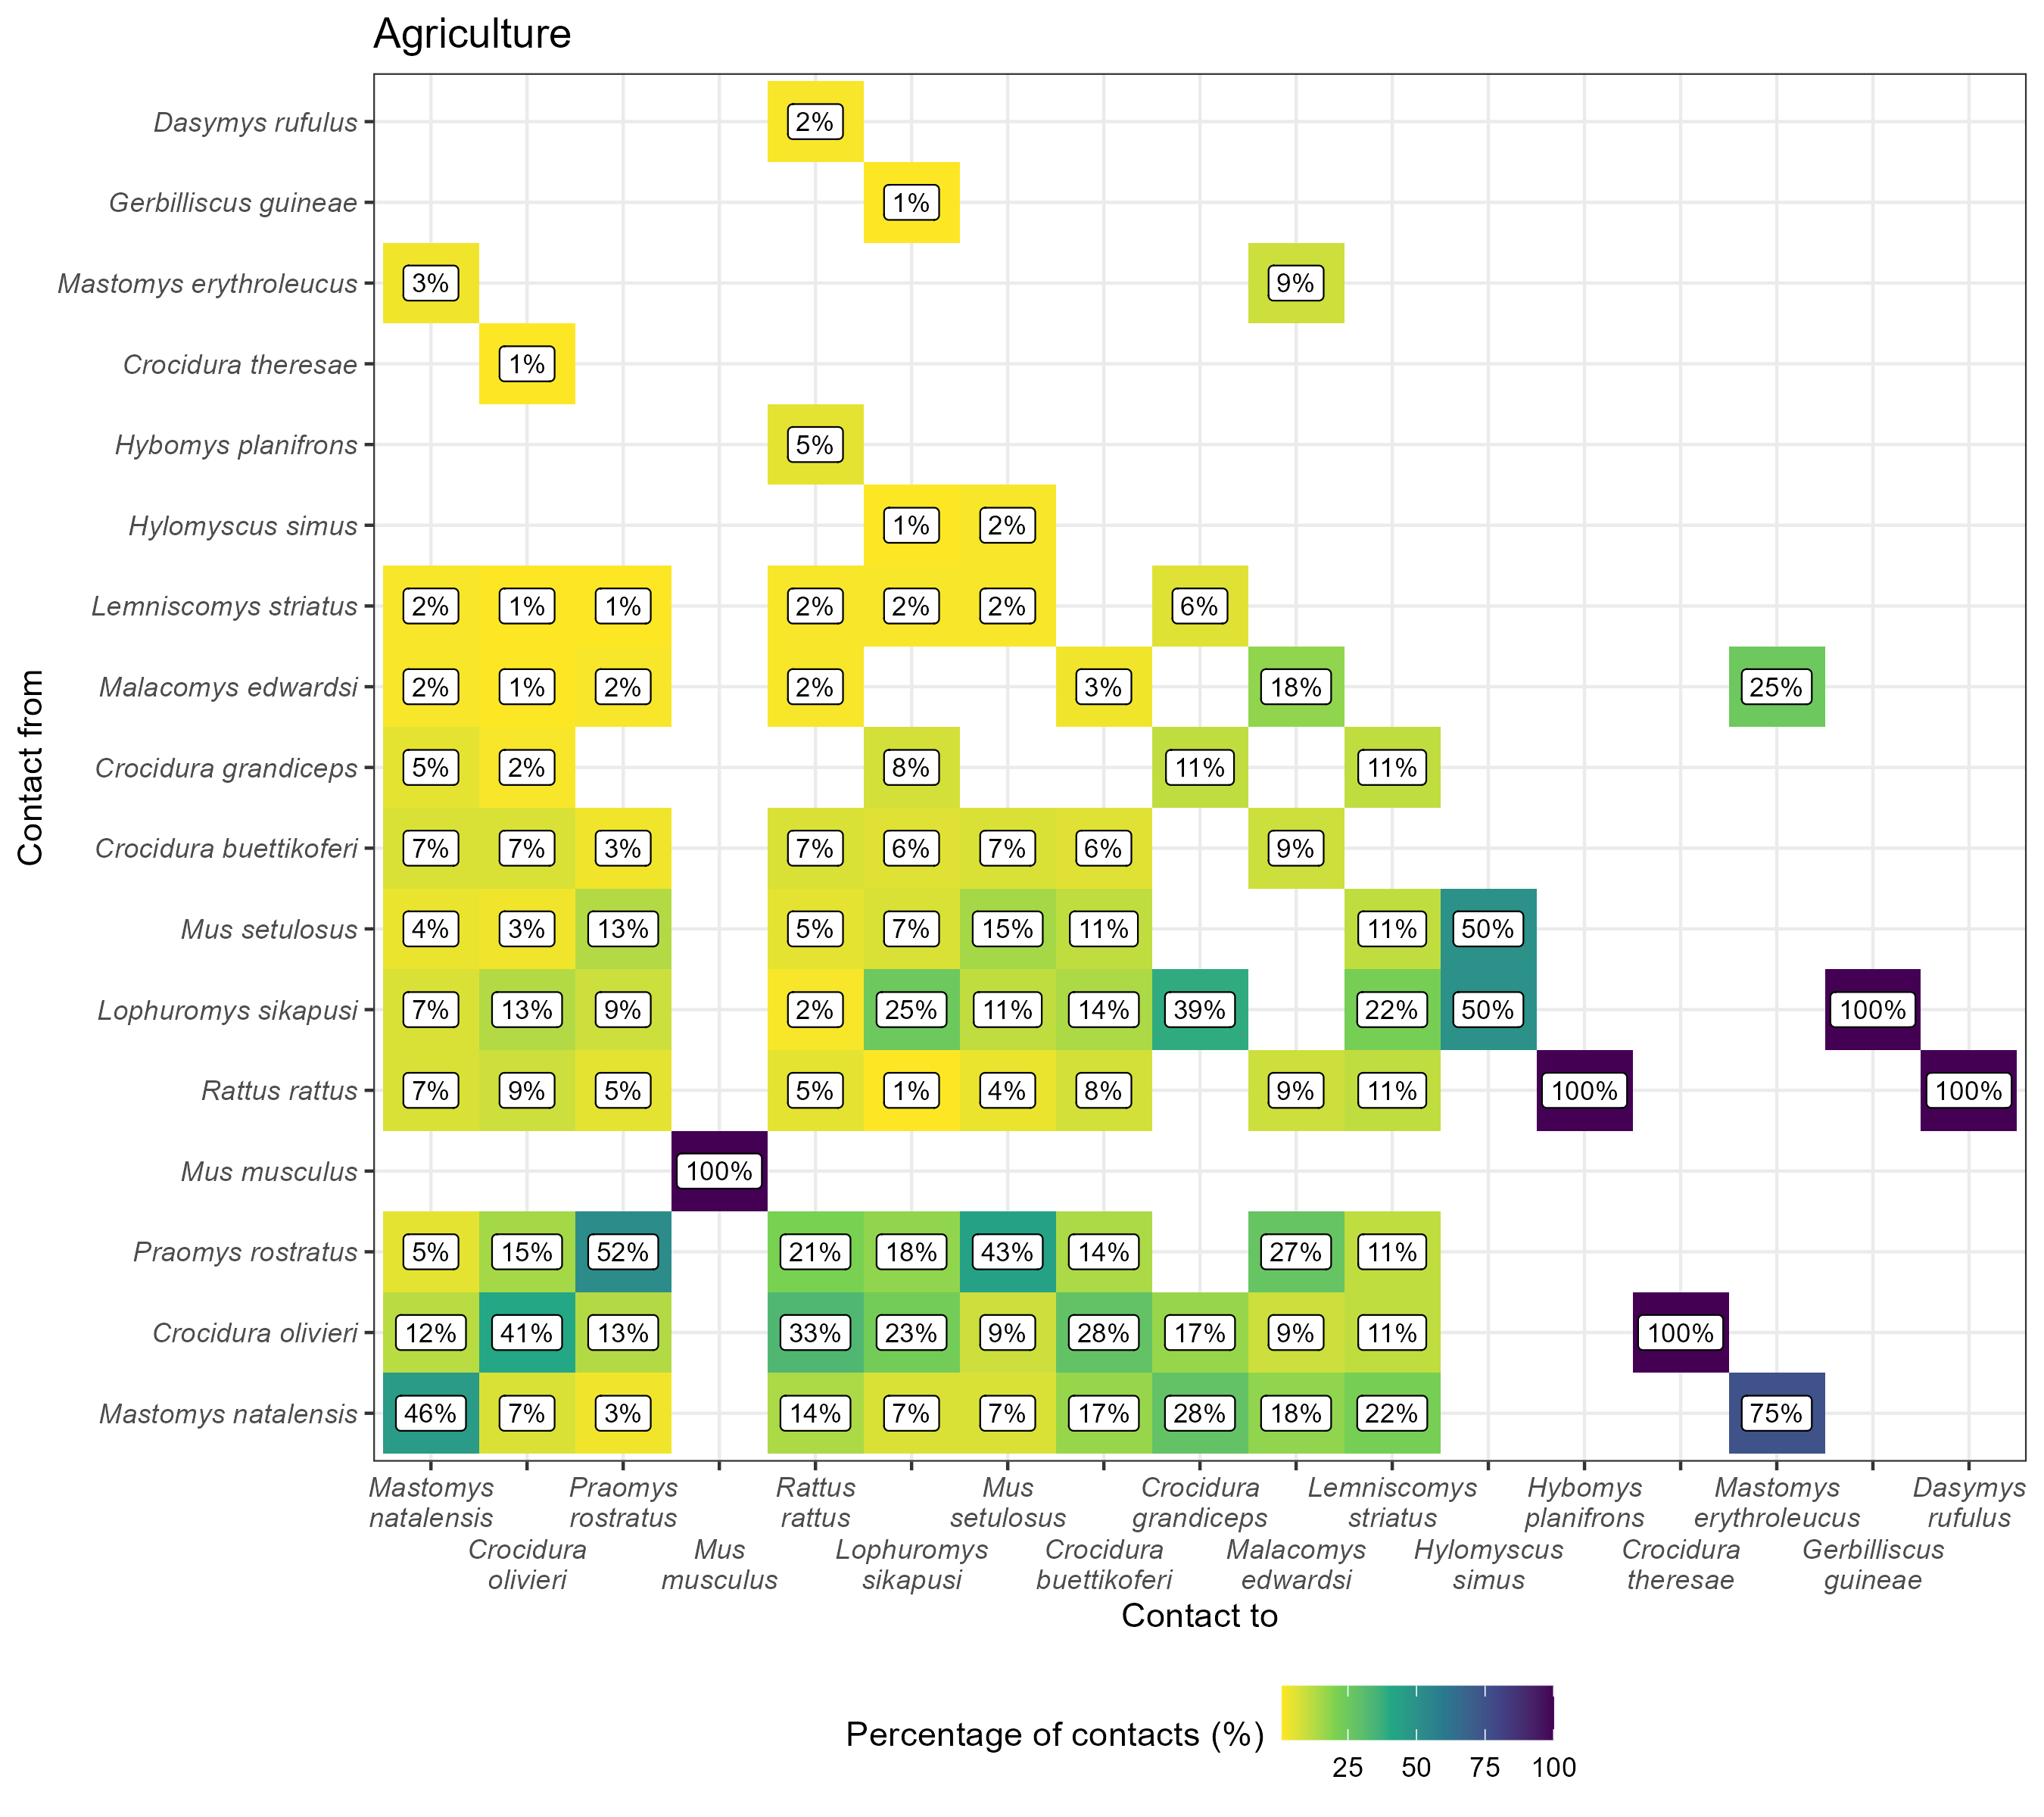 Agriculture
Dasymys rufulus 2%
Gerbilliscus guineae 1%
Mastomys erythroleucus 3% 9%
Crocidura theresae 1%
Hybomys planifrons 5%
Hylomyscus simus 1% 2%
Lemniscomys striatus 2% 1% 1% 2% 2% 2% 6%
Malacomys edwardsi 2% 1% 2% 2% 3% 18% 25%
Crocidura grandiceps 5% 2% 8% 11% 11%
Crocidura buettikoferi 7% 7% 3% 7% 6% 7% 6% 9%
Mus setulosus 4% 3% 13% 5% 7% 15% 11% 11% 50%
Lophuromys sikapusi 7% 13% 9% 2% 25% 11% 14% 39% 22% 50% 100%
Rattus rattus 7% 9% 5% 5% 1% 4% 8% 9% 11% 100% 100%
Mus musculus 100%
Praomys rostratus 5% 15% 52% 21% 18% 43% 14% 27% 11%
Crocidura olivieri 12% 41% 13% 33% 23% 9% 28% 17% 9% 11% 100%
Mastomys natalensis 46% 7% 3% 14% 7% 7% 17% 28% 18% 22% 75%
Contact from
Mastomys Praomys Rattus Mus Crocidura Lemniscomys Hybomys Mastomys Dasymys
natalensis rostratus rattus setulosus grandiceps striatus planifrons erythroleucus rufulus
Crocidura Mus Lophuromys Crocidura Malacomys Hylomyscus Crocidura Gerbilliscus
olivieri musculus sikapusi buettikoferi edwardsi simus theresae guineae
Contact to
Percentage of contacts (%)
25 50 75 100